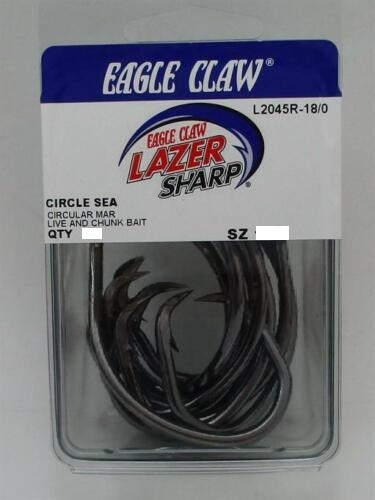 EAGLE CLAW®
L2045R-18/0
EAGLE CLAW
LAZER
SHARP®
CIRCLE SEA
CIRCULAR MAR
LIVE AND CHUNK BAIT
QTY
SZ